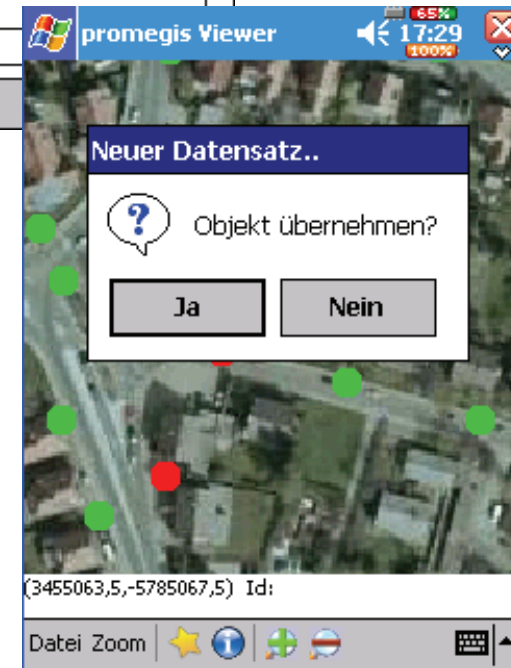 65%
promegis Viewer 17:29
100%
Neuer Datensatz..
? Objekt übernehmen?
Ja Nein
(3455063,5,-5785067,5) Id:
Datei Zoom